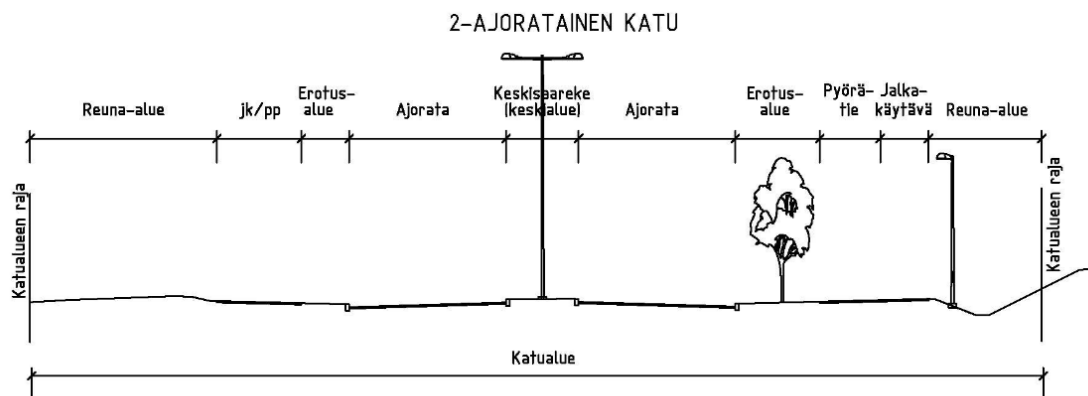 2-AJORATAINEN KATU
Reuna-alue
jk/pp
Erotus-
alue
Ajorata
Keskisaareke
(keskialue)
Ajorata
Erotus-
alue
Pyörä-
tie
Jalka-
käytävä
Reuna-alue
Katualueen raja
Katualueen raja
Katualue